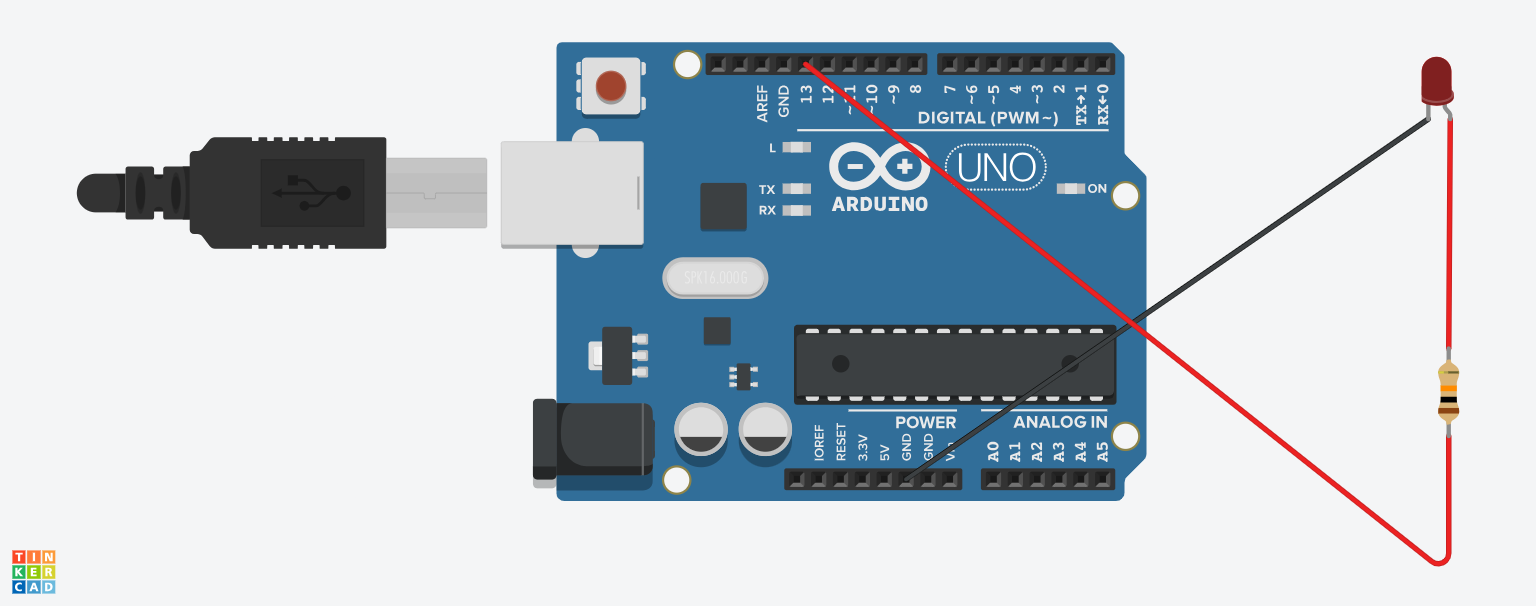 AREF
GND
13
12
~11
~10
~9
8
7
~6
~5
4
~3
2
TX→1
RX←0
DIGITAL (PWM~)
L
TX
RX
UNO
ARDUINO
ON
SPK16.000G
POWER
ANALOG IN
IOREF
RESET
3.3V
5V
GND
GND
A0
A1
A2
A3
A4
A5
TIN
KER
CAD